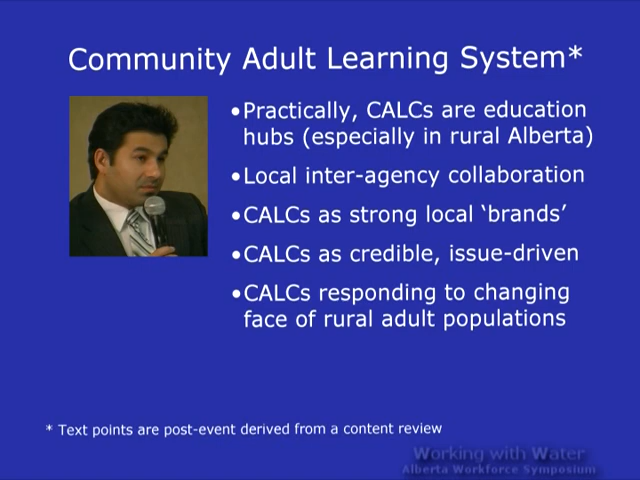 Community Adult Learning System*
•Practically, CALCs are education
hubs (especially in rural Alberta)
•Local inter-agency collaboration
•CALCs as strong local ‘brands’
•CALCs as credible, issue-driven
•CALCs responding to changing
face of rural adult populations
* Text points are post-event derived from a content review
Working with Water
Alberta Workforce Symposium